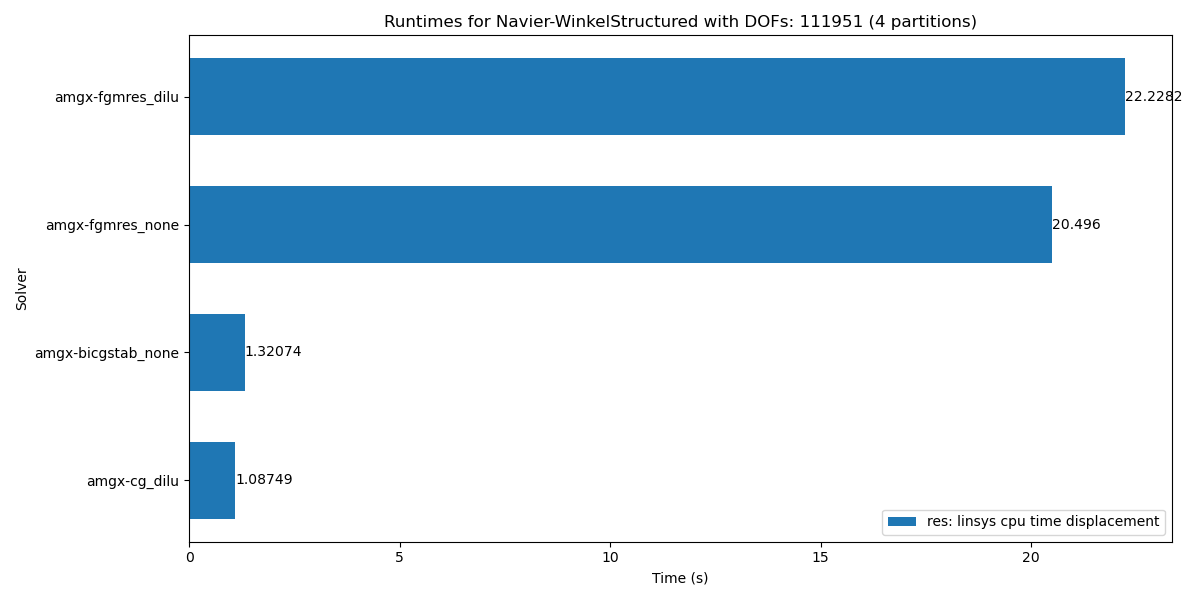 Runtimes for Navier-WinkelStructured with DOFs: 111951 (4 partitions)
Solver
amgx-fgmres_dilu
22.2282
amgx-fgmres_none
20.496
amgx-bicgstab_none
1.32074
amgx-cg_dilu
1.08749
res: linsys cpu time displacement
0 5 10 15 20
Time (s)